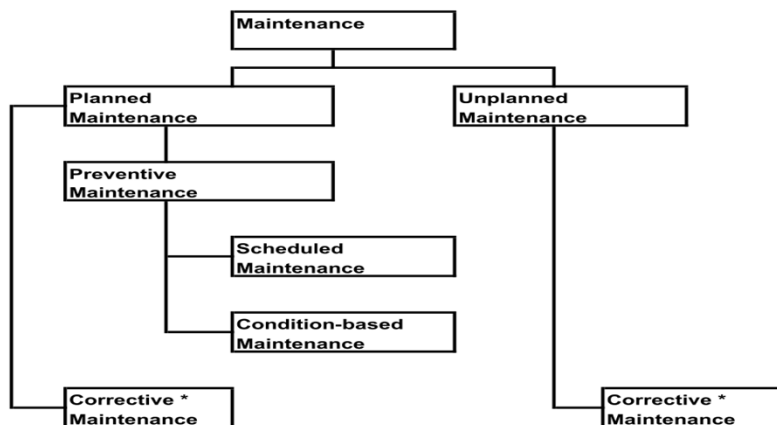 Maintenance
Planned
Maintenance
Unplanned
Maintenance
Preventive
Maintenance
Scheduled
Maintenance
Condition-based
Maintenance
Corrective *
Maintenance
Corrective *
Maintenance